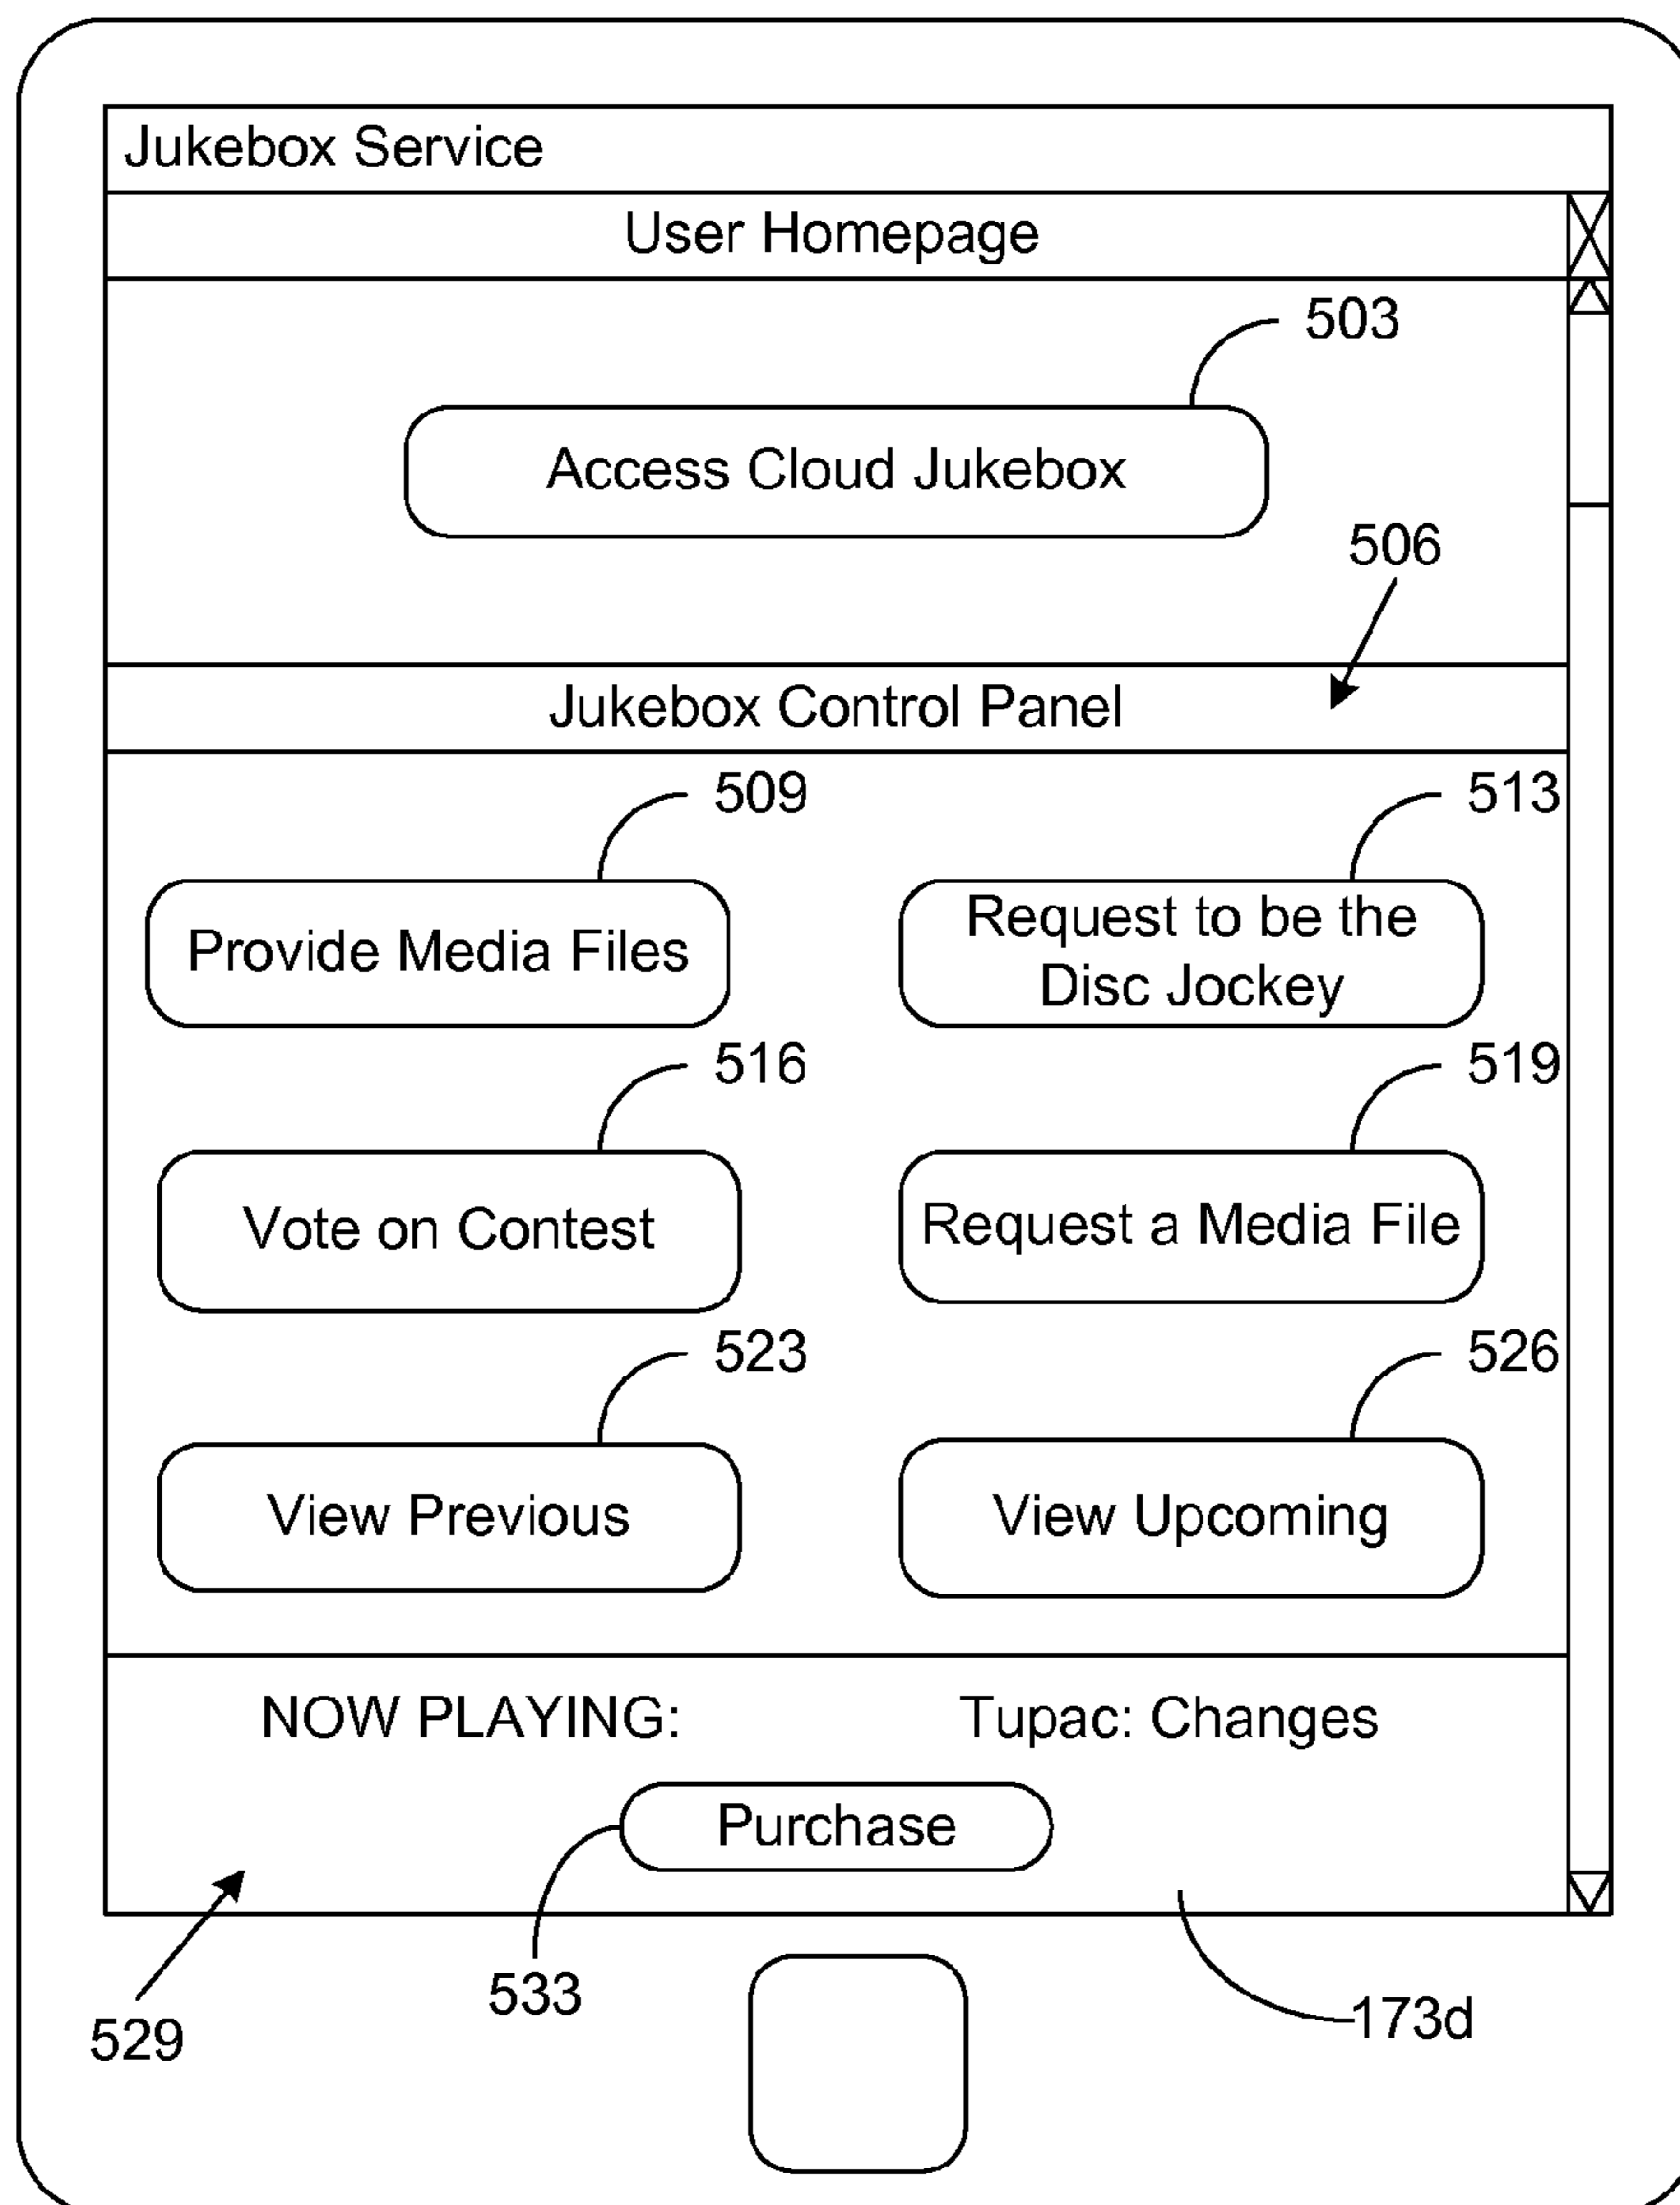 Jukebox Service
User Homepage
503
Access Cloud Jukebox
506
Jukebox Control Panel
509
513
Provide Media Files
Request to be the
Disc Jockey
516
519
Vote on Contest
Request a Media File
523
526
View Previous
View Upcoming
NOW PLAYING:
Tupac: Changes
Purchase
533
173d
529